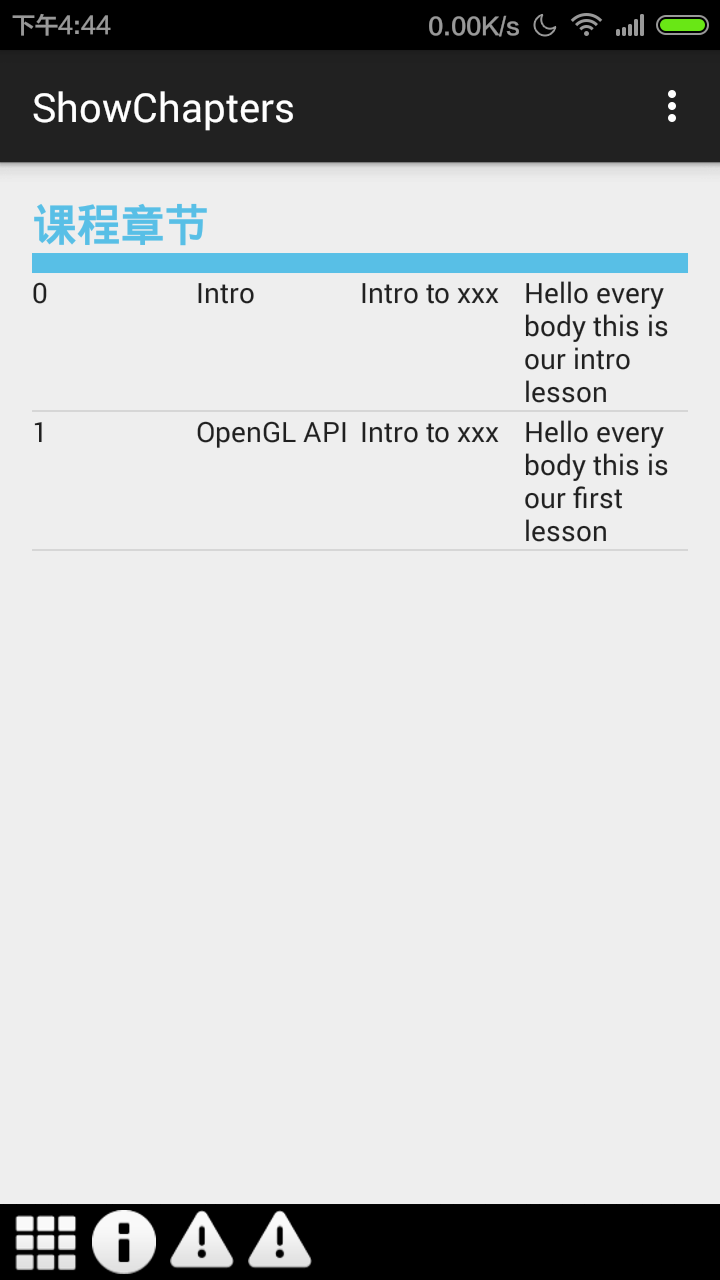 下午4:44 0.00K/s
ShowChapters
课程章节
0 Intro Intro to xxx Hello every
body this is
our intro
lesson
1 OpenGL API Intro to xxx Hello every
body this is
our first
lesson